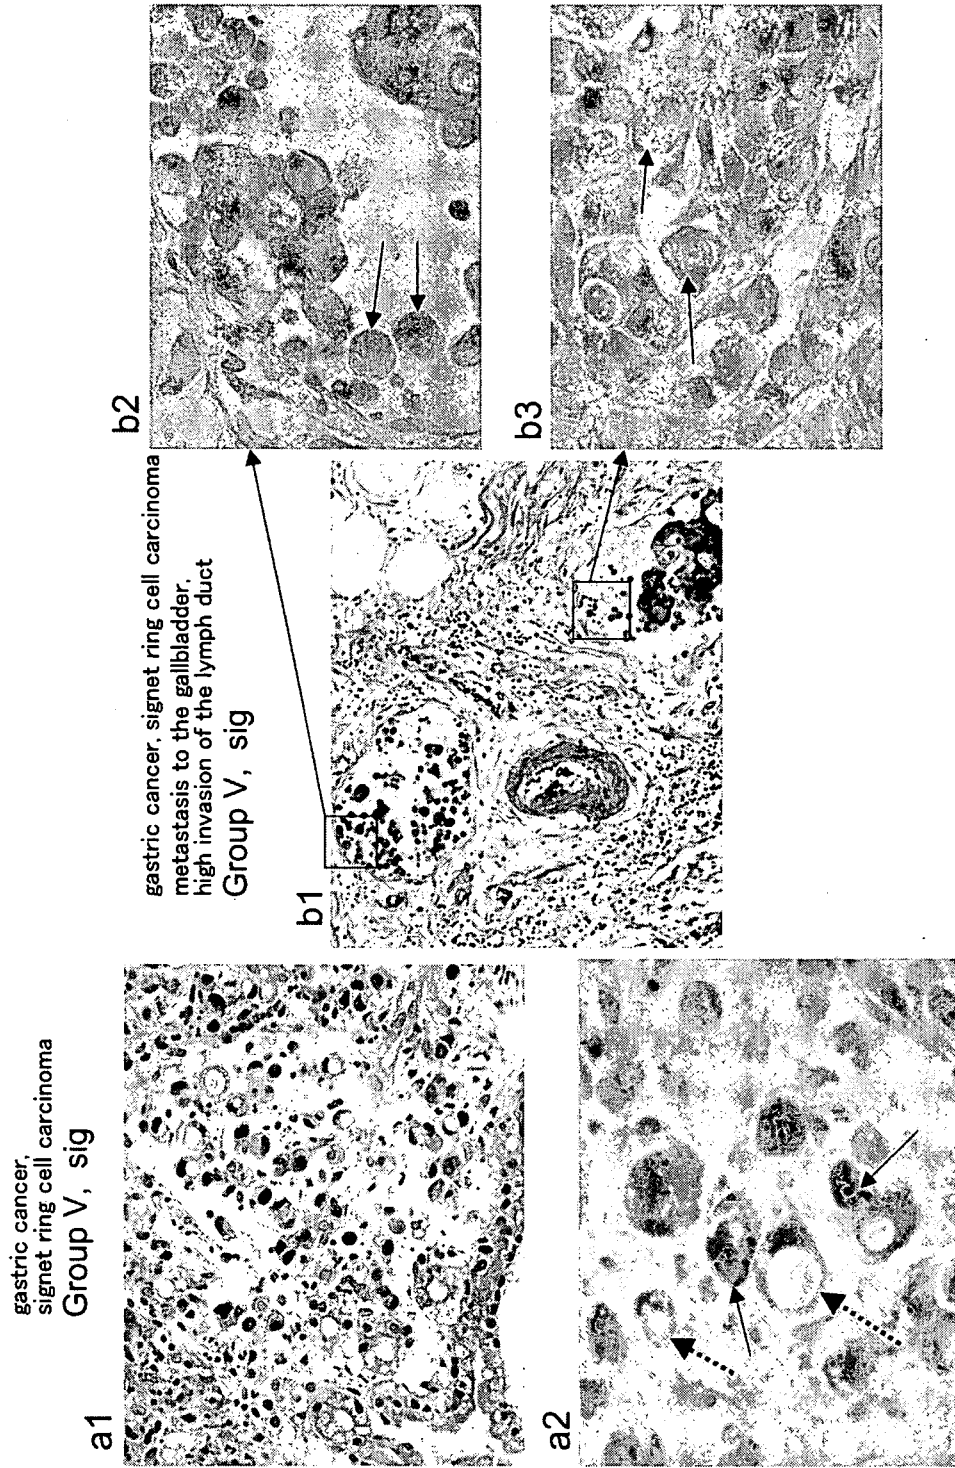 gastric cancer,
signet ring cell carcinoma
Group V, sig
a1
a2
gastric cancer, signet ring cell carcinoma
metastasis to the gallbladder,
high invasion of the lymph duct
Group V, sig
b1
b2
b3